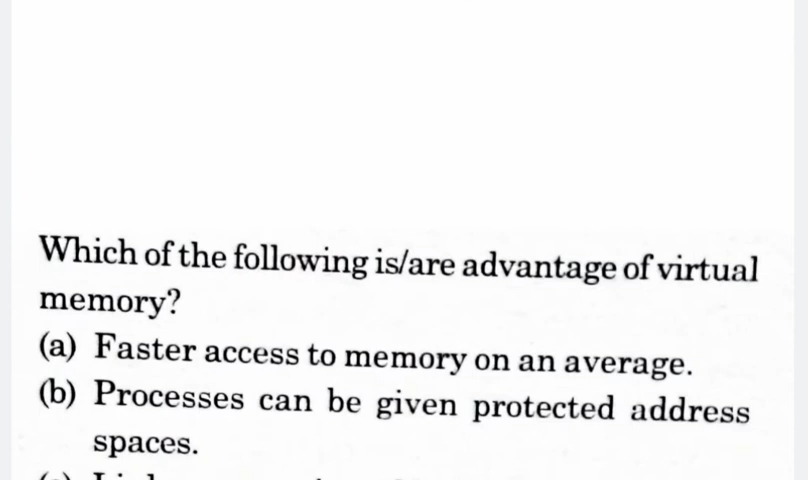 Which of the following is/are advantage of virtual
memory?
(a) Faster access to memory on an average.
(b) Processes can be given protected address
spaces.